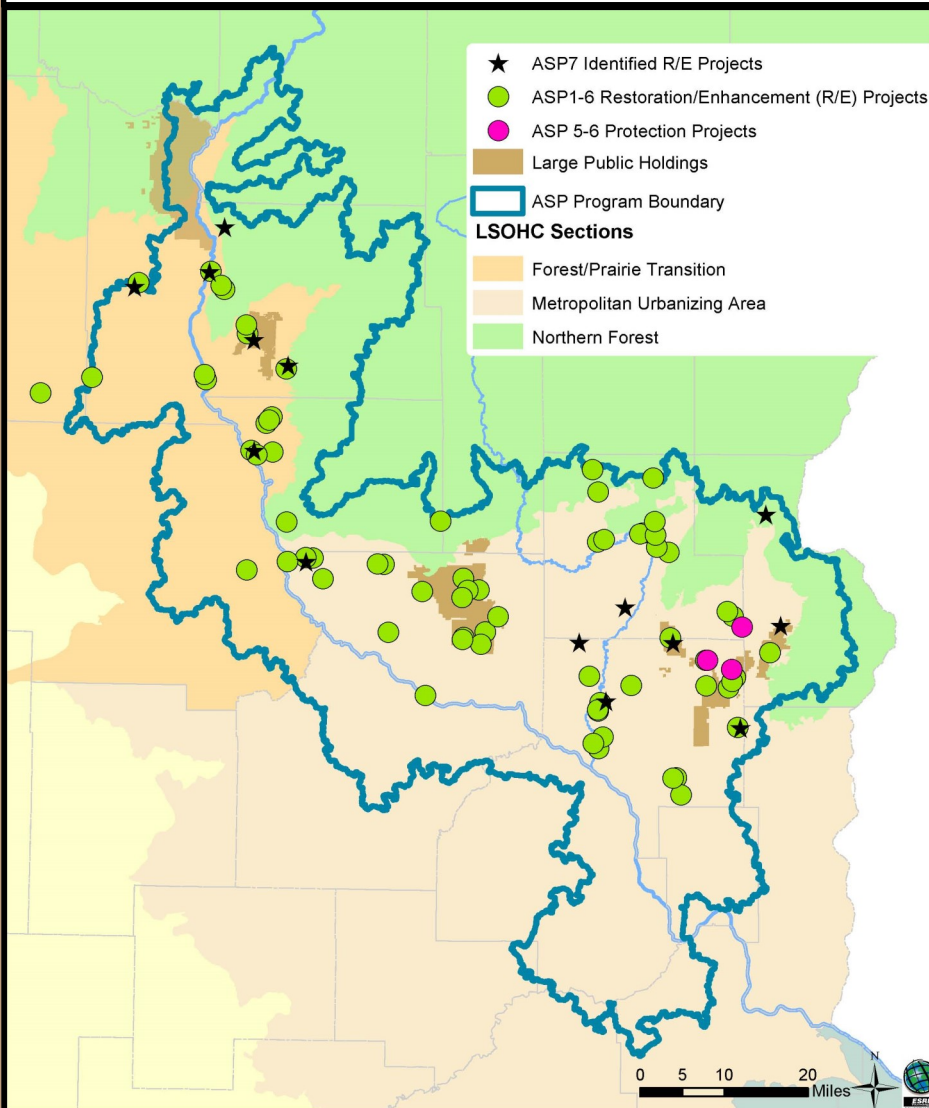 ASP7 Identified R/E Projects
ASP1-6 Restoration/Enhancement (R/E) Projects
ASP 5-6 Protection Projects
Large Public Holdings
ASP Program Boundary
LSOHC Sections
Forest/Prairie Transition
Metropolitan Urbanizing Area
Northern Forest
N
0 5 10 20
Miles
ESRI